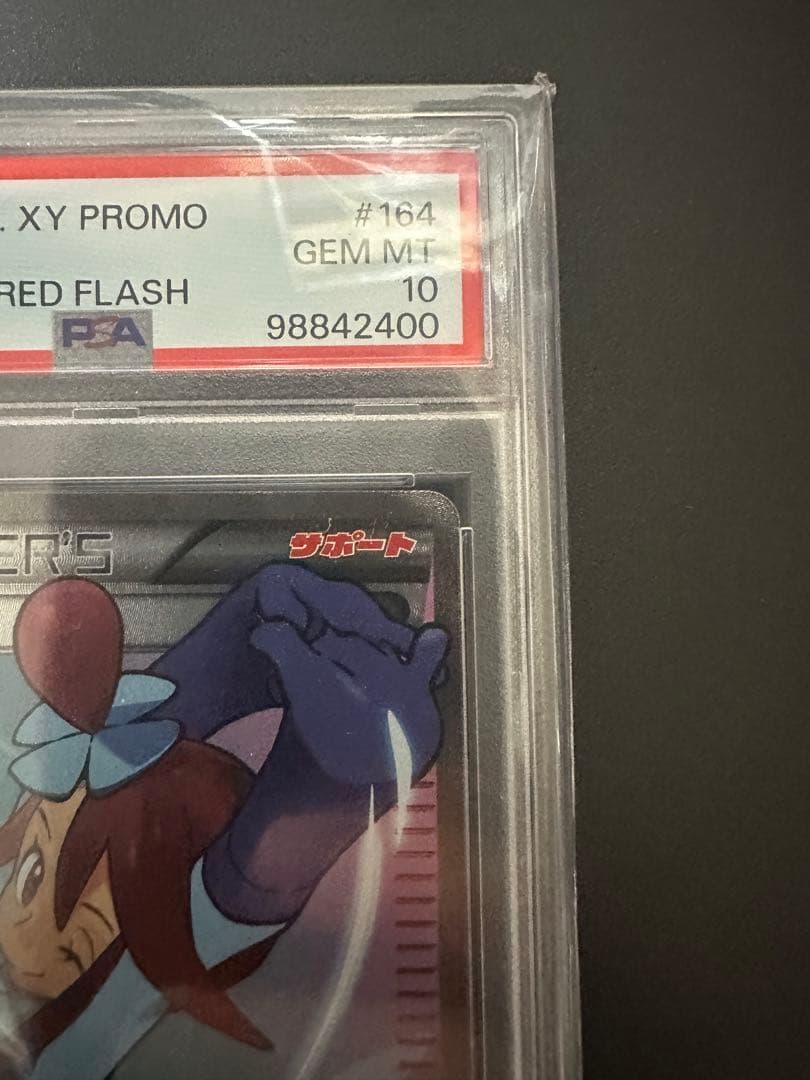 . XY PROMO #164
GEM MT
RED FLASH 10
PSA 98842400
ER'S サポート